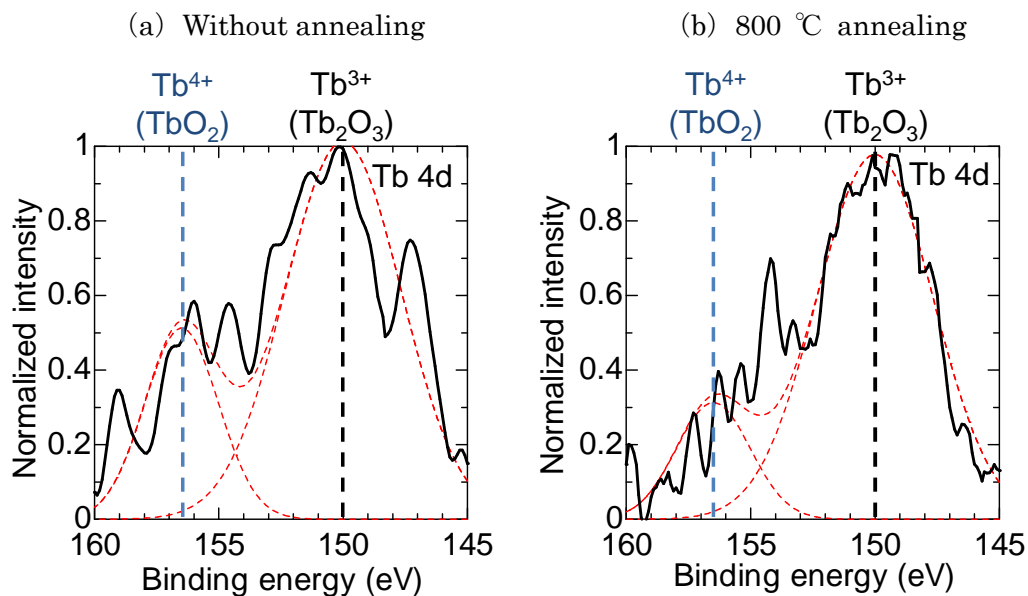 (a) Without annealing
Tb⁴⁺
(TbO₂)
Tb³⁺
(Tb₂O₃)
Tb 4d
Normalized intensity
1
0.8
0.6
0.4
0.2
0
160
155
150
145
Binding energy (eV)
(b) 800 ℃ annealing
Tb⁴⁺
(TbO₂)
Tb³⁺
(Tb₂O₃)
Tb 4d
Normalized intensity
1
0.8
0.6
0.4
0.2
0
160
155
150
145
Binding energy (eV)